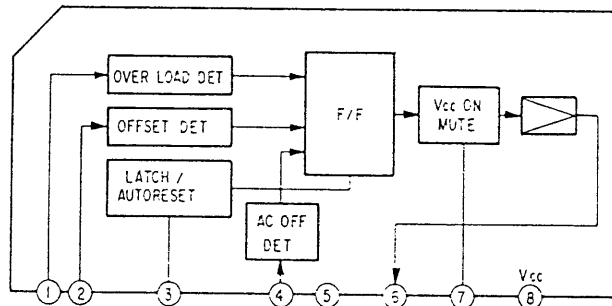 OVER LOAD DET
OFFSET DET
LATCH /
AUTORESET
AC OFF
DET
F/F
Vcc ON
MUTE
Vcc
1 2 3 4 5 6 7 8